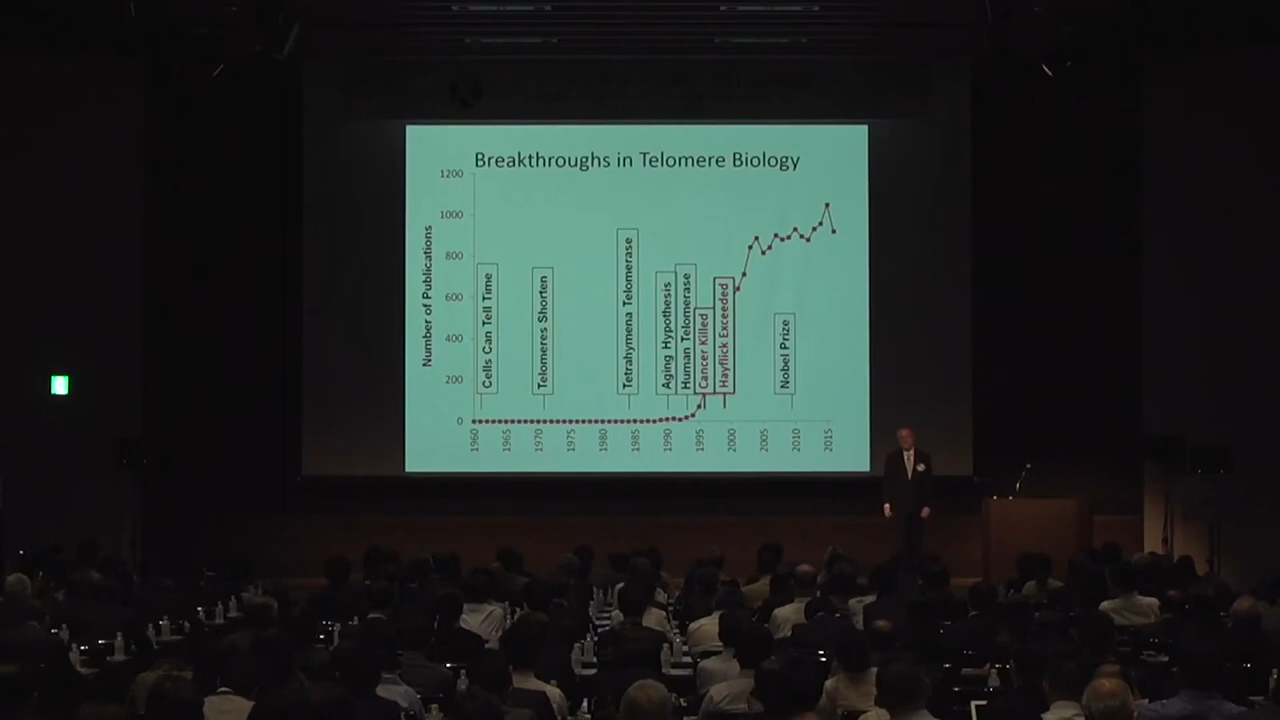 Breakthroughs in Telomere Biology
Number of Publications
1200
1000
800
600
400
200
0
Cells Can Tell Time
Telomeres Shorten
Tetrahymena Telomerase
Aging Hypothesis
Human Telomerase
Cancer Killed
Hayflick Exceeded
Nobel Prize
1960
1965
1970
1975
1980
1985
1990
1995
2000
2005
2010
2015